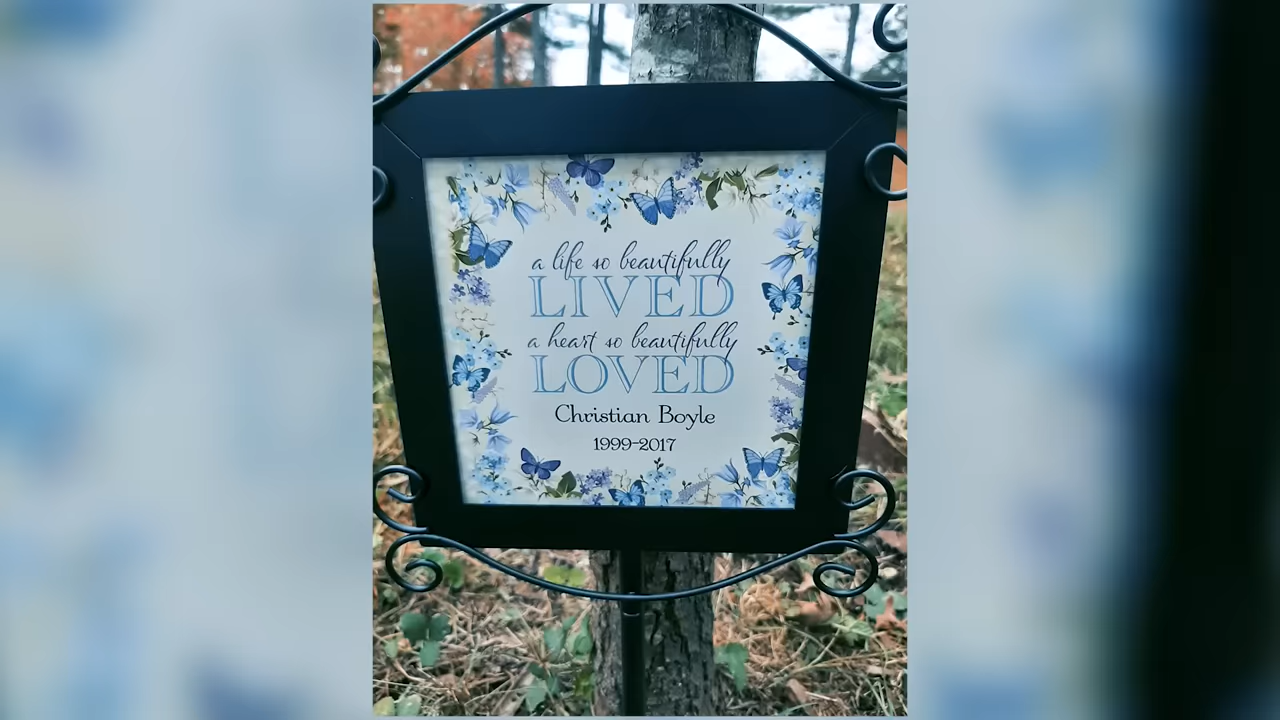 a life so beautifully
LIVED
a heart so beautifully
LOVED
Christian Boyle
1999-2017